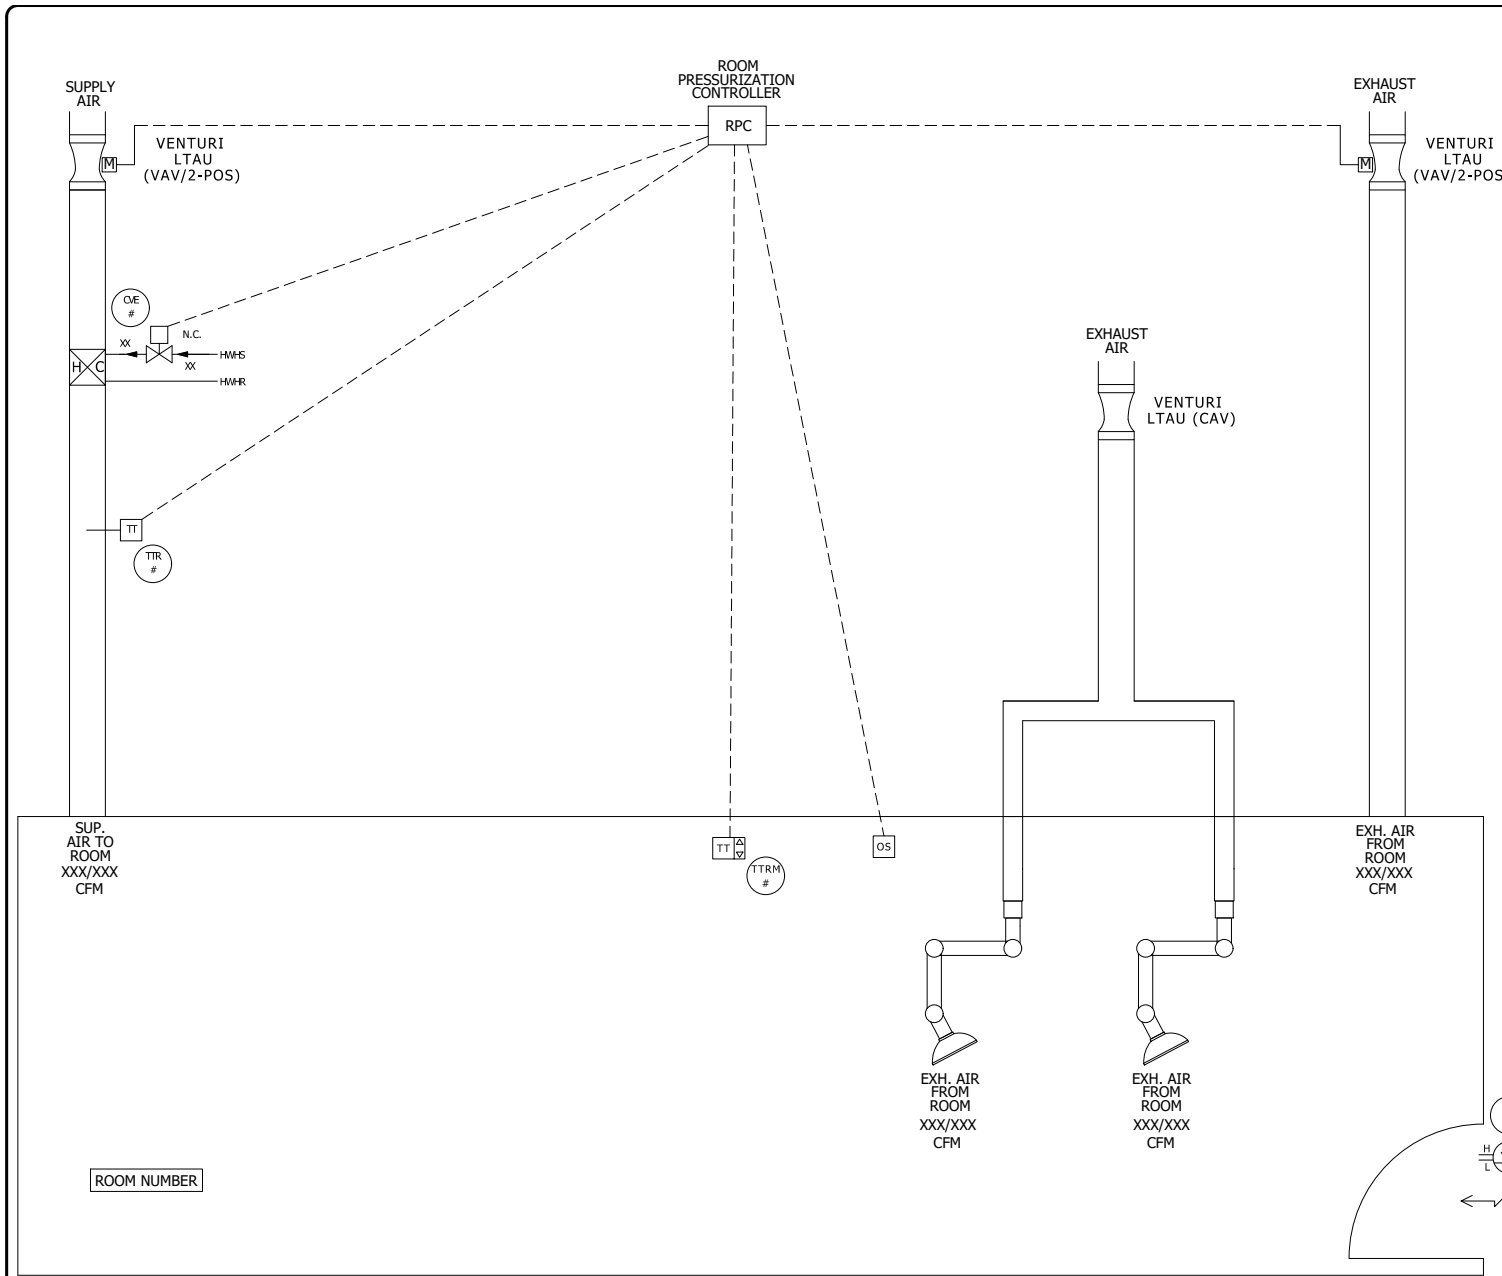 ROOM
PRESSURIZATION
CONTROLLER
RPC
SUPPLY
AIR
M
VENTURI
LTAU
(VAV/2-POS)
EXHAUST
AIR
M
VENTURI
LTAU
(VAV/2-POS
CVE
#
N.C.
XX
XX
HWHS
HWHR
H C
EXHAUST
AIR
VENTURI
LTAU (CAV)
TT
TTR
#
SUP.
AIR TO
ROOM
XXX/XXX
CFM
TT
TTRM
#
OS
EXH. AIR
FROM
ROOM
XXX/XXX
CFM
EXH. AIR
FROM
ROOM
XXX/XXX
CFM
EXH. AIR
FROM
ROOM
XXX/XXX
CFM
H
L
ROOM NUMBER